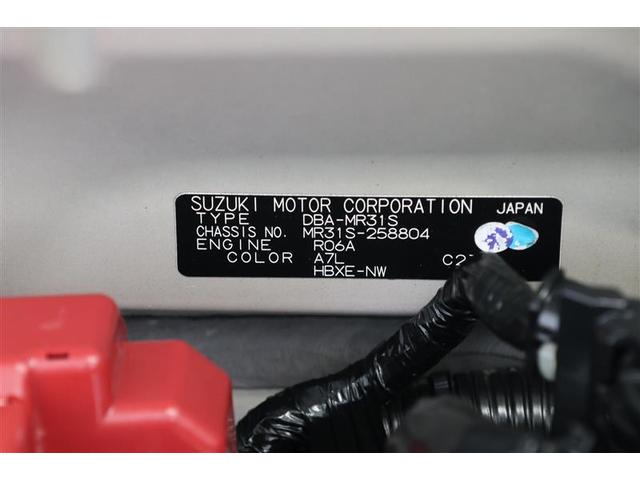 SUZUKI MOTOR CORPORATION JAPAN
TYPE DBA-MR31S
CHASSIS NO. MR31S-258804
ENGINE R06A
COLOR A7L
HBXE-NW